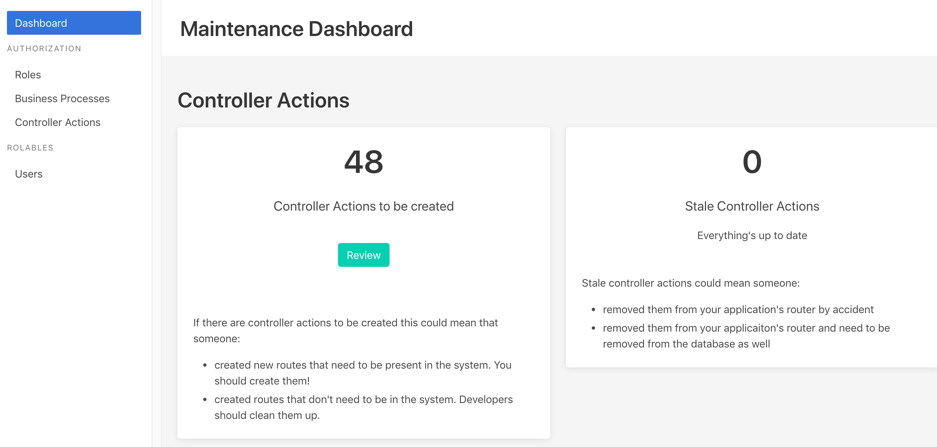 Dashboard
AUTHORIZATION
Roles
Business Processes
Controller Actions
ROLABLES
Users
Maintenance Dashboard
Controller Actions
48
Controller Actions to be created
Review
If there are controller actions to be created this could mean that
someone:
• created new routes that need to be present in the system. You
should create them!
• created routes that don't need to be in the system. Developers
should clean them up.
0
Stale Controller Actions
Everything's up to date
Stale controller actions could mean someone:
• removed them from your application's router by accident
• removed them from your applicaiton's router and need to be
removed from the database as well